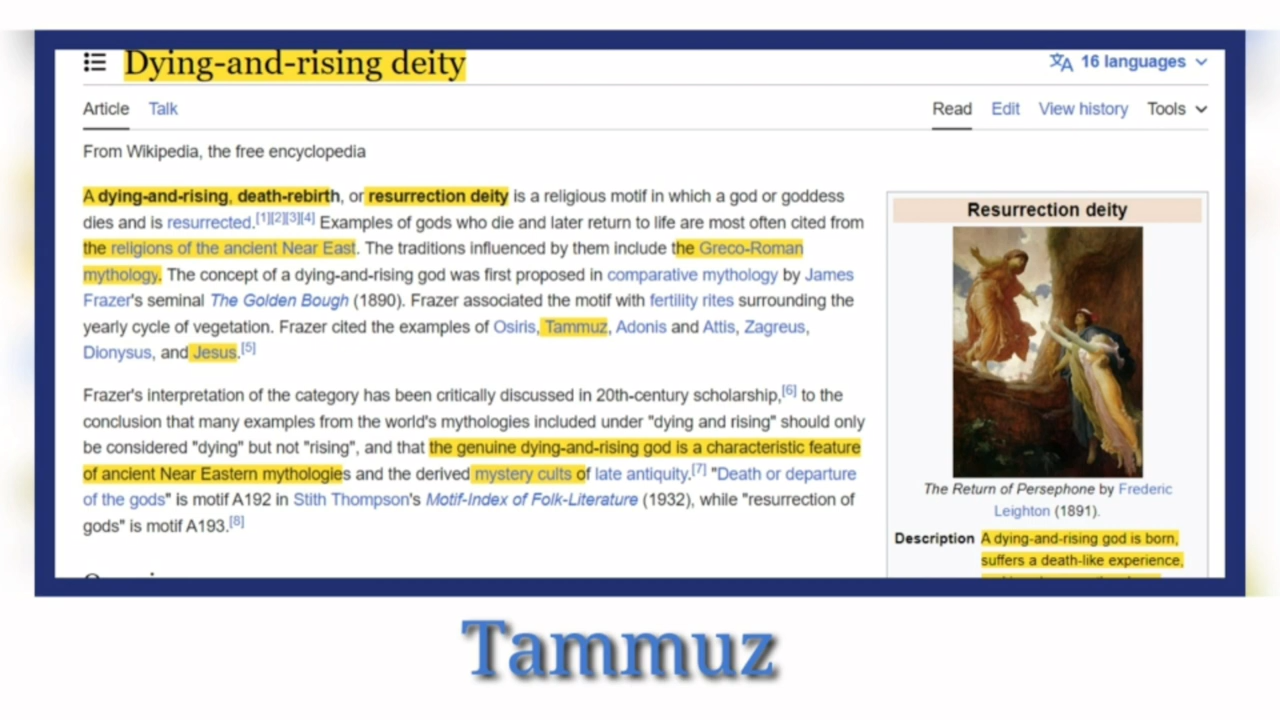 Dying-and-rising deity
16 languages
Article Talk
Read Edit View history Tools
From Wikipedia, the free encyclopedia
A dying-and-rising, death-rebirth, or resurrection deity is a religious motif in which a god or goddess
dies and is resurrected.[1][2][3][4] Examples of gods who die and later return to life are most often cited from
the religions of the ancient Near East. The traditions influenced by them include the Greco-Roman
mythology. The concept of a dying-and-rising god was first proposed in comparative mythology by James
Frazer's seminal The Golden Bough (1890). Frazer associated the motif with fertility rites surrounding the
yearly cycle of vegetation. Frazer cited the examples of Osiris, Tammuz, Adonis and Attis, Zagreus,
Dionysus, and Jesus.[5]
Frazer's interpretation of the category has been critically discussed in 20th-century scholarship,[6] to the
conclusion that many examples from the world's mythologies included under "dying and rising" should only
be considered "dying" but not "rising", and that the genuine dying-and-rising god is a characteristic feature
of ancient Near Eastern mythologies and the derived mystery cults of late antiquity.[7] "Death or departure
of the gods" is motif A192 in Stith Thompson's Motif-Index of Folk-Literature (1932), while "resurrection of
gods" is motif A193.[8]
Resurrection deity
The Return of Persephone by Frederic
Leighton (1891).
Description A dying-and-rising god is born,
suffers a death-like experience,
Tammuz